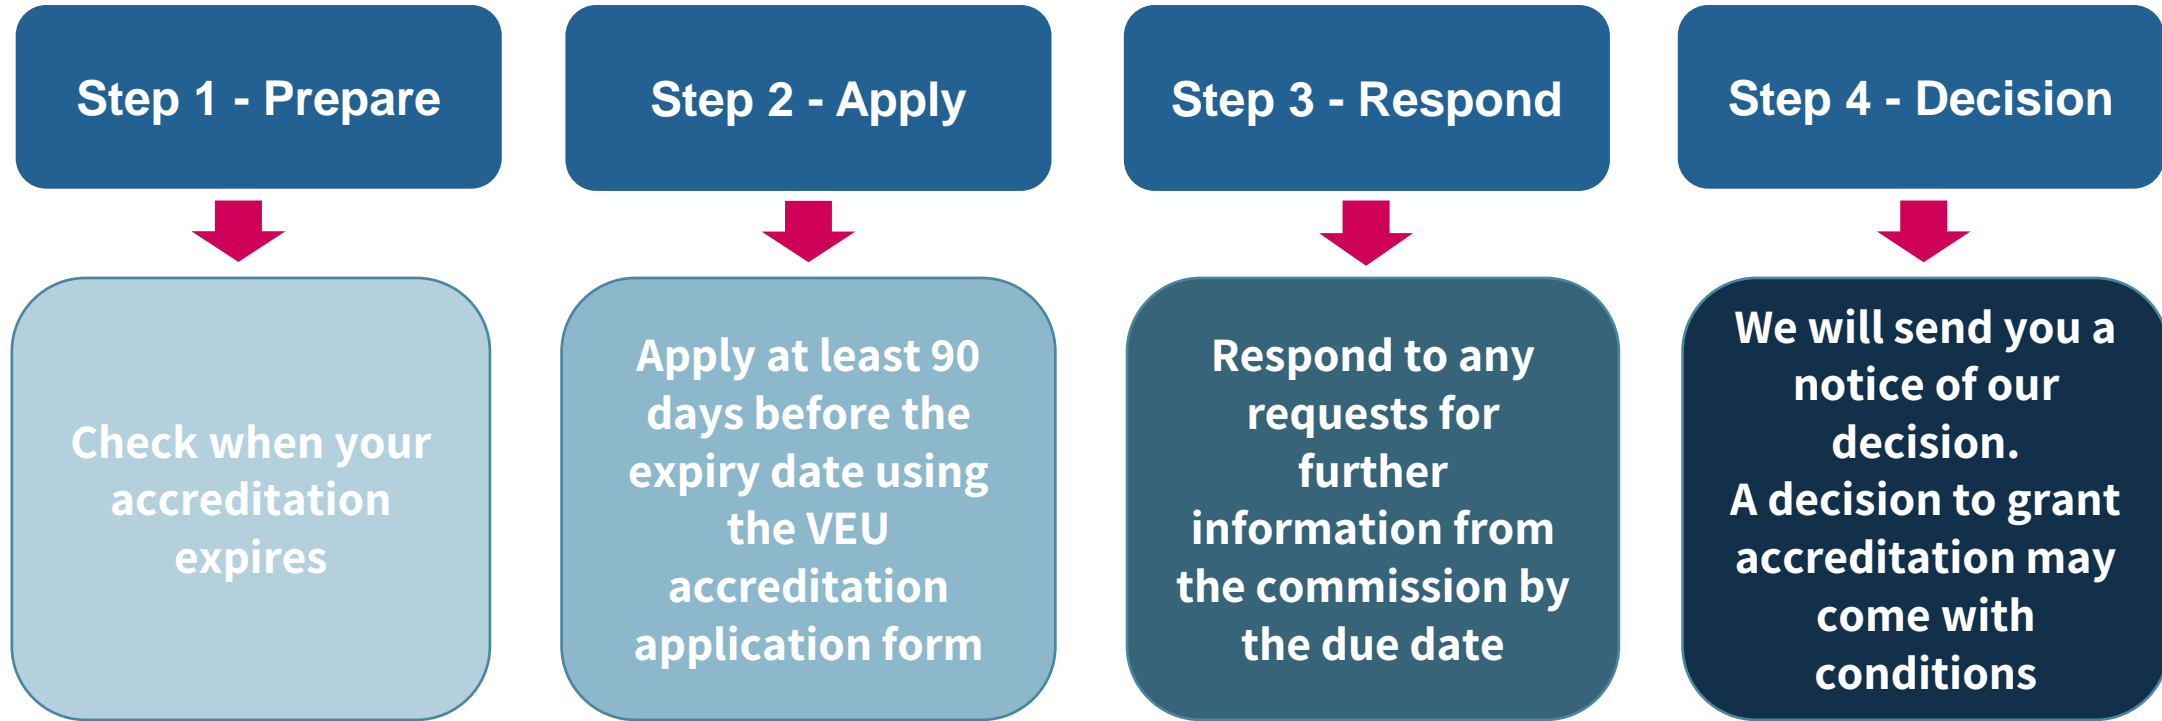 Step 1 - Prepare
Check when your
accreditation
expires
Step 2 - Apply
Apply at least 90
days before the
expiry date using
the VEU
accreditation
application form
Step 3 - Respond
Respond to any
requests for
further
information from
the commission by
the due date
Step 4 - Decision
We will send you a
notice of our
decision.
A decision to grant
accreditation may
come with
conditions